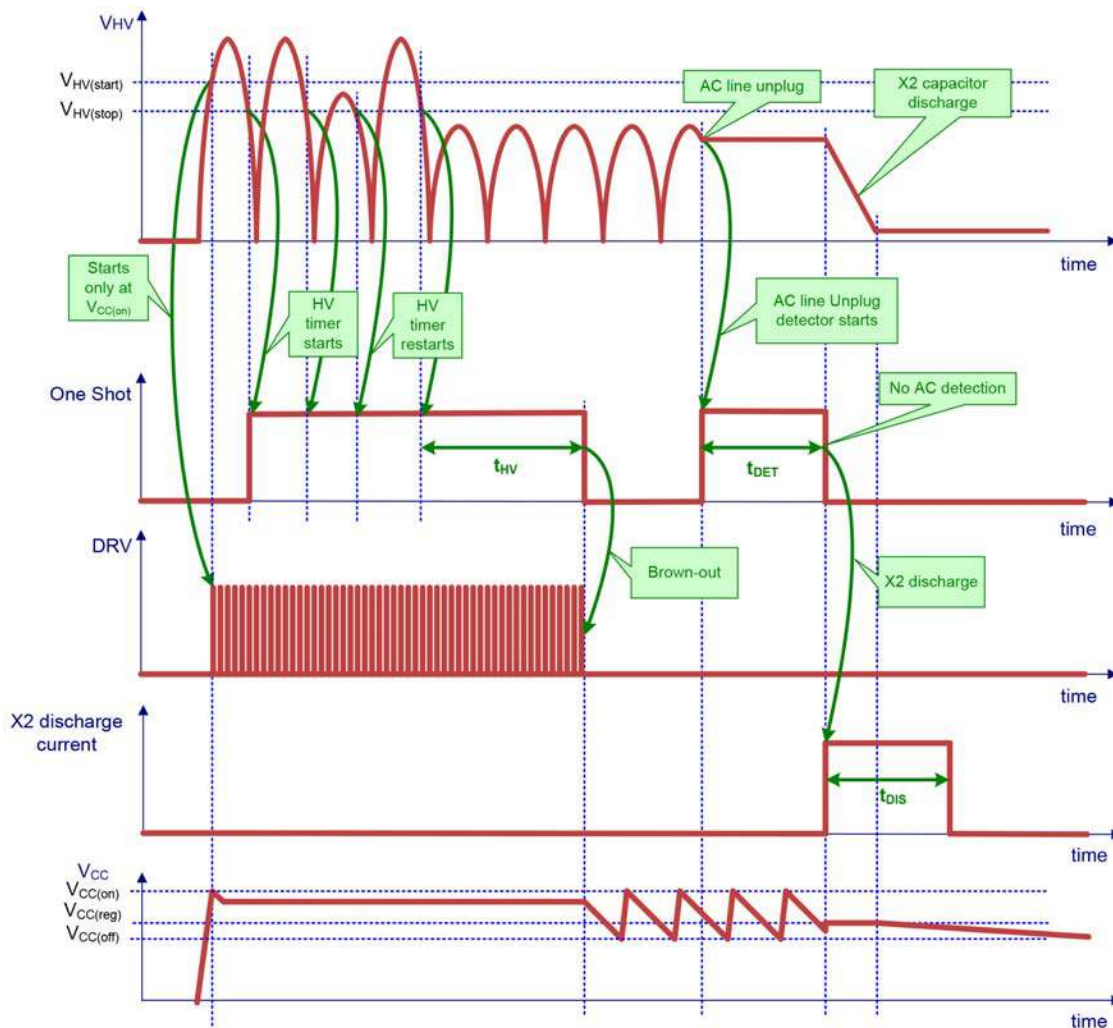 VHV
VHV(start)
VHV(stop)
AC line unplug
X2 capacitor
discharge
time
Starts
only at
VCC(on)
HV
timer
starts
HV
timer
restarts
AC line Unplug
detector starts
One Shot
No AC detection
tHV
tDET
time
DRV
Brown-out
X2 discharge
time
X2 discharge
current
tDIS
time
VCC
VCC(on)
VCC(reg)
VCC(off)
time